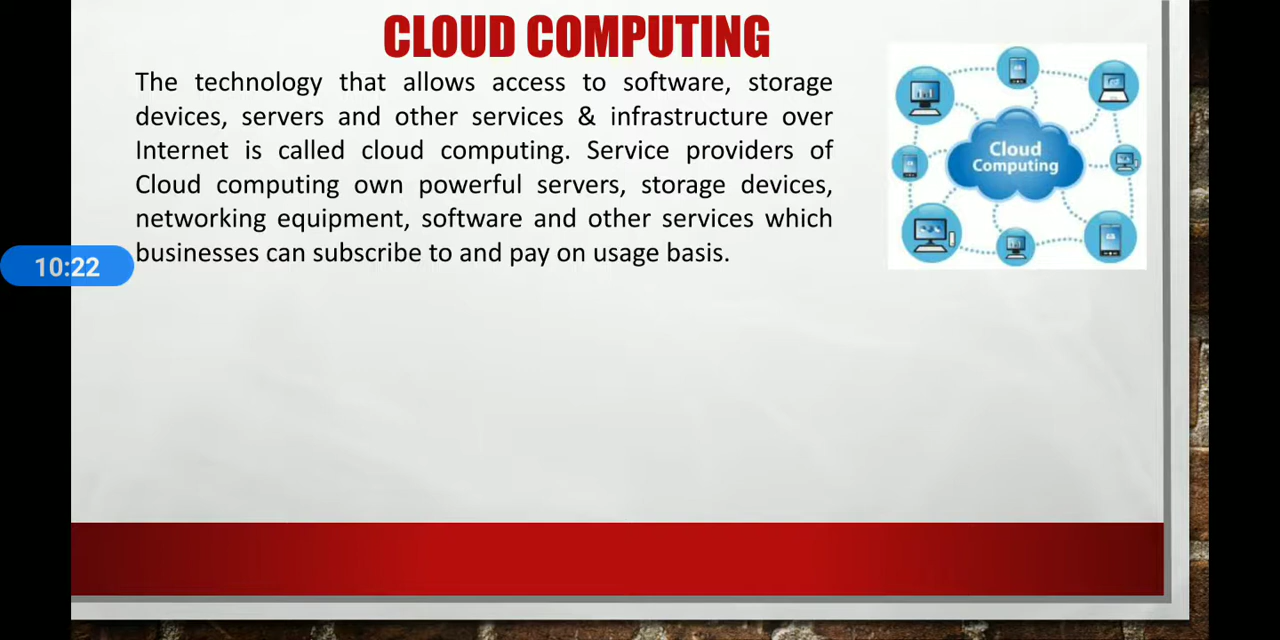 CLOUD COMPUTING
The technology that allows access to software, storage
devices, servers and other services & infrastructure over
Internet is called cloud computing. Service providers of
Cloud computing own powerful servers, storage devices,
networking equipment, software and other services which
businesses can subscribe to and pay on usage basis.
Cloud
Computing
10:22